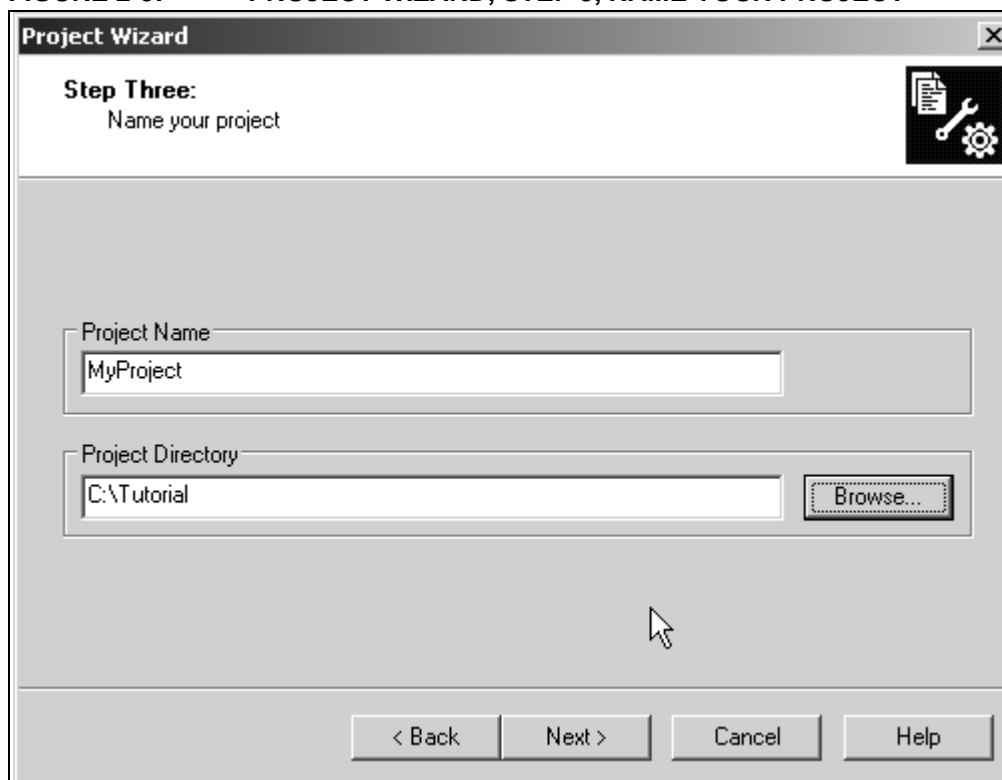 Project Wizard
Step Three:
Name your project
Project Name
MyProject
Project Directory
C:\Tutorial
Browse...
< Back
Next >
Cancel
Help